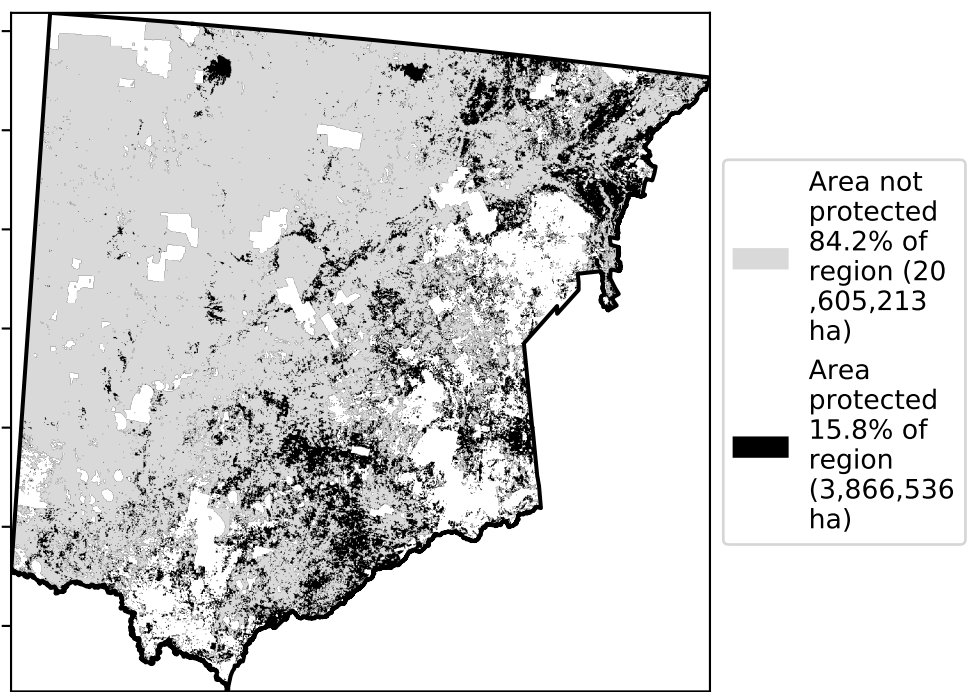 Area not
protected
84.2% of
region (20
,605,213
ha)
Area
protected
15.8% of
region
(3,866,536
ha)